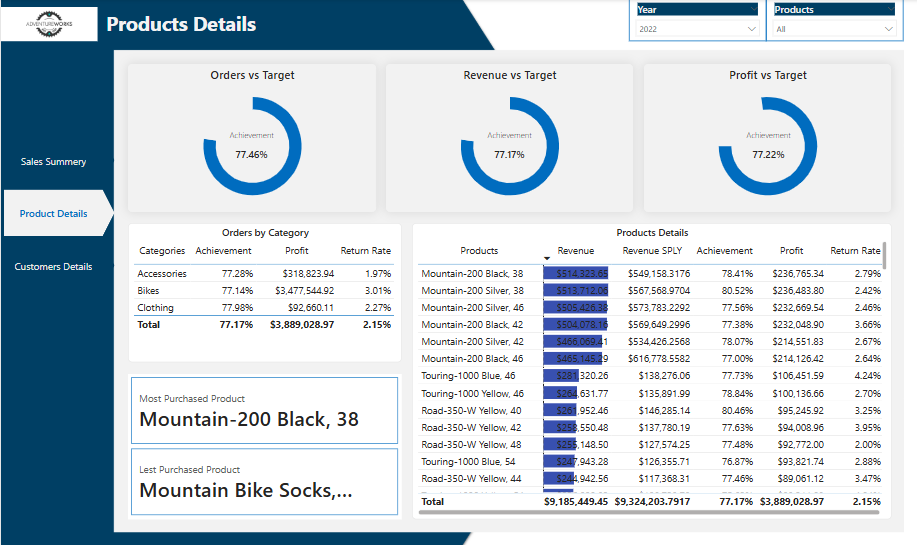 ADVENTUREWORKS
Products Details
Year
2022
Products
All
Sales Summery
Product Details
Customers Details
Orders vs Target
Achievement
77.46%
Revenue vs Target
Achievement
77.17%
Profit vs Target
Achievement
77.22%
Orders by Category
Categories Achievement Profit Return Rate
Accessories 77.28% $318,823.94 1.97%
Bikes 77.14% $3,477,544.92 3.01%
Clothing 77.98% $92,660.11 2.27%
Total 77.17% $3,889,028.97 2.15%
Most Purchased Product
Mountain-200 Black, 38
Lest Purchased Product
Mountain Bike Socks,...
Products Details
Products Revenue Revenue SPLY Achievement Profit Return Rate
Mountain-200 Black, 38 $514,323.65 $549,158.3176 78.41% $236,765.34 2.79%
Mountain-200 Silver, 38 $513,712.06 $567,568.9704 80.52% $236,483.80 2.42%
Mountain-200 Silver, 46 $505,426.38 $573,783.2292 77.56% $232,669.54 2.46%
Mountain-200 Black, 42 $504,078.16 $569,649.2996 77.38% $232,048.90 3.66%
Mountain-200 Silver, 42 $466,069.41 $534,426.2568 78.07% $214,551.83 2.67%
Mountain-200 Black, 46 $465,145.29 $616,778.5582 77.00% $214,126.42 2.64%
Touring-1000 Blue, 46 $281,320.26 $138,276.06 77.73% $106,451.59 4.24%
Touring-1000 Yellow, 46 $264,631.77 $135,891.99 78.84% $100,136.66 2.70%
Road-350-W Yellow, 40 $261,952.46 $146,285.14 80.46% $95,245.92 3.25%
Road-350-W Yellow, 42 $258,550.48 $137,780.19 77.63% $94,008.96 3.95%
Road-350-W Yellow, 48 $255,148.50 $127,574.25 77.48% $92,772.00 2.00%
Touring-1000 Blue, 54 $247,943.28 $126,355.71 76.87% $93,821.74 2.88%
Road-350-W Yellow, 44 $244,942.56 $117,368.31 77.46% $89,061.12 3.47%
Total $9,185,449.45 $9,324,203.7917 77.17% $3,889,028.97 2.15%